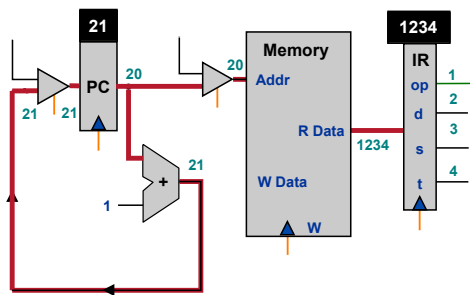 21
1234
PC
20
20
21
21
Memory
Addr
R Data
W Data
W
1234
IR
op
d
s
t
1
2
3
4
21
+
1